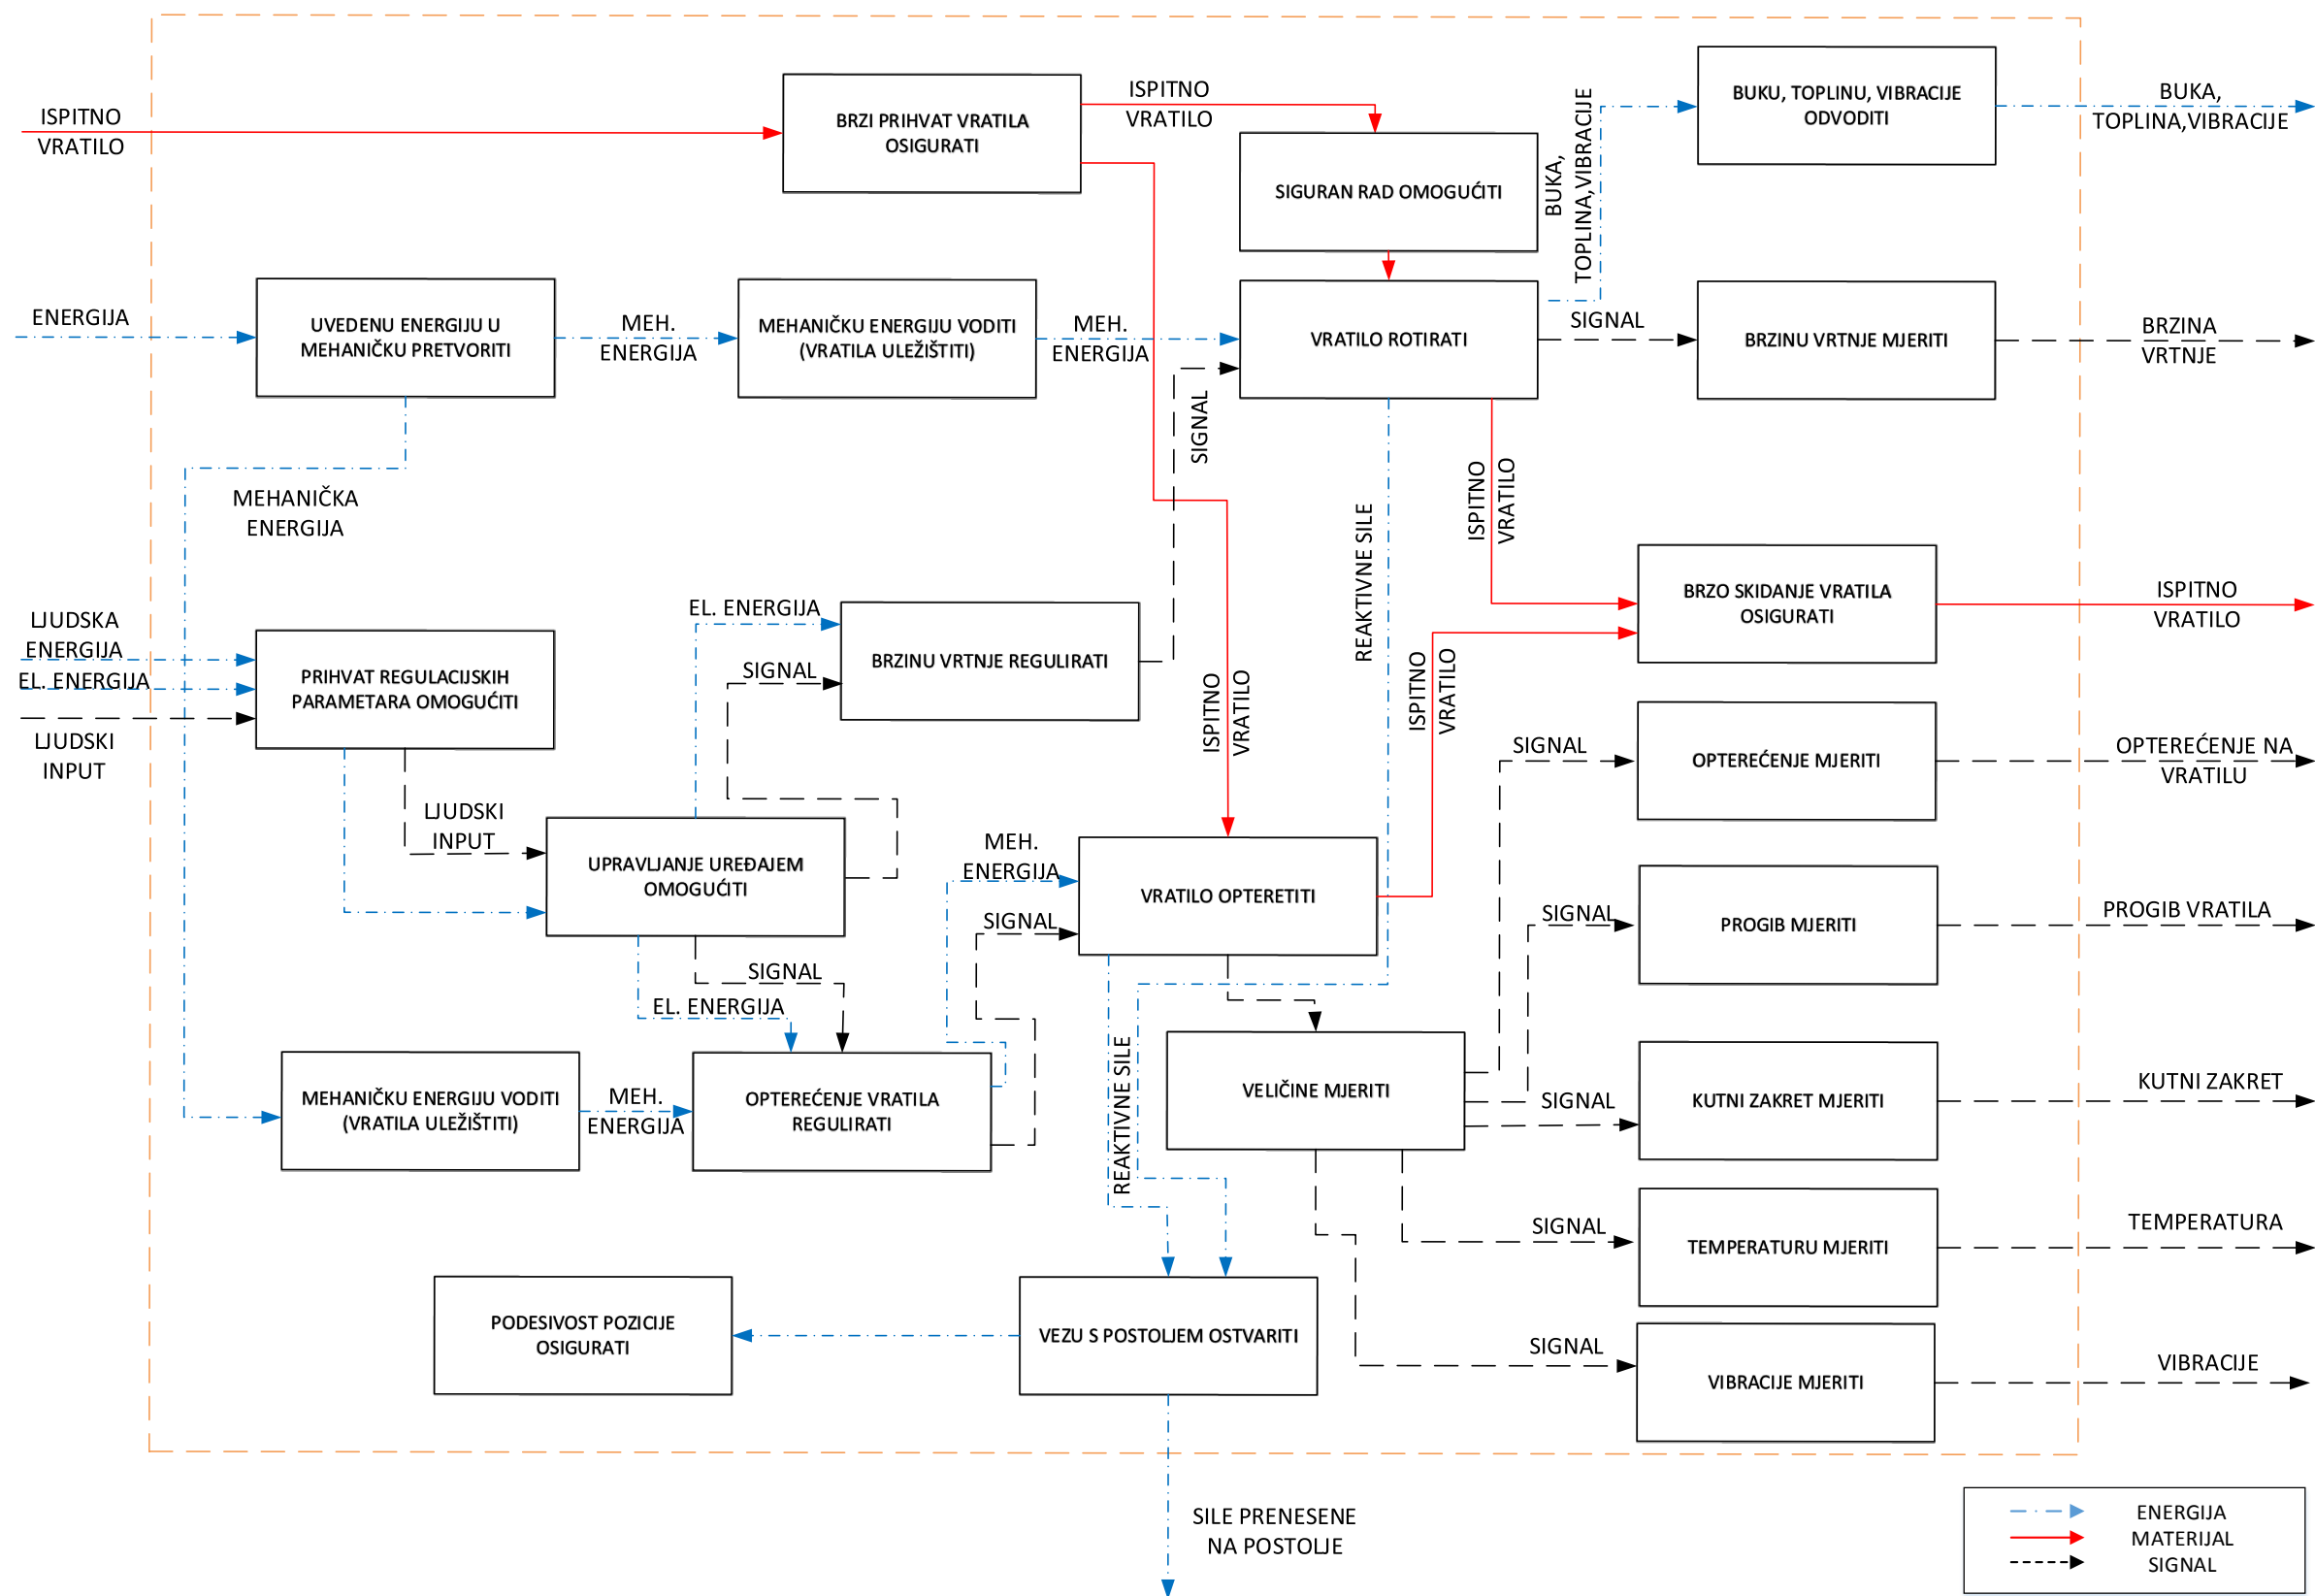 ISPITNO
VRATILO
BRZI PRIHVAT VRATILA
OSIGURATI
ISPITNO
VRATILO
SIGURAN RAD OMOGUĆITI
BUKA,
TOPLINA,VIBRACIJE
BUKU, TOPLINU, VIBRACIJE
ODVODITI
BUKA,
TOPLINA,VIBRACIJE
ENERGIJA
UVEDENU ENERGIJU U
MEHANIČKU PRETVORITI
MEH.
ENERGIJA
MEHANIČKU ENERGIJU VODITI
(VRATILA ULEŽIŠTITI)
MEH.
ENERGIJA
VRATILO ROTIRATI
SIGNAL
BRZINU VRTNJE MJERITI
BRZINA
VRTNJE
SIGNAL
MEHANIČKA
ENERGIJA
REAKTIVNE SILE
ISPITNO
VRATILO
BRZO SKIDANJE VRATILA
OSIGURATI
ISPITNO
VRATILO
LJUDSKA
ENERGIJA
EL. ENERGIJA
LJUDSKI
INPUT
PRIHVAT REGULACIJSKIH
PARAMETARA OMOGUĆITI
EL. ENERGIJA
SIGNAL
BRZINU VRTNJE REGULIRATI
ISPITNO
VRATILO
ISPITNO
VRATILO
SIGNAL
OPTEREĆENJE MJERITI
OPTEREĆENJE NA
VRATILU
LJUDSKI
INPUT
UPRAVLJANJE UREĐAJEM
OMOGUĆITI
MEH.
ENERGIJA
SIGNAL
VRATILO OPTERETITI
SIGNAL
PROGIB MJERITI
PROGIB VRATILA
SIGNAL
EL. ENERGIJA
MEHANIČKU ENERGIJU VODITI
(VRATILA ULEŽIŠTITI)
MEH.
ENERGIJA
OPTEREĆENJE VRATILA
REGULIRATI
REAKTIVNE SILE
VELIČINE MJERITI
SIGNAL
KUTNI ZAKRET MJERITI
KUTNI ZAKRET
SIGNAL
TEMPERATURU MJERITI
TEMPERATURA
PODESIVOST POZICIJE
OSIGURATI
VEZU S POSTOLJEM OSTVARITI
SIGNAL
VIBRACIJE MJERITI
VIBRACIJE
SILE PRENESENE
NA POSTOLJE
ENERGIJA
MATERIJAL
SIGNAL